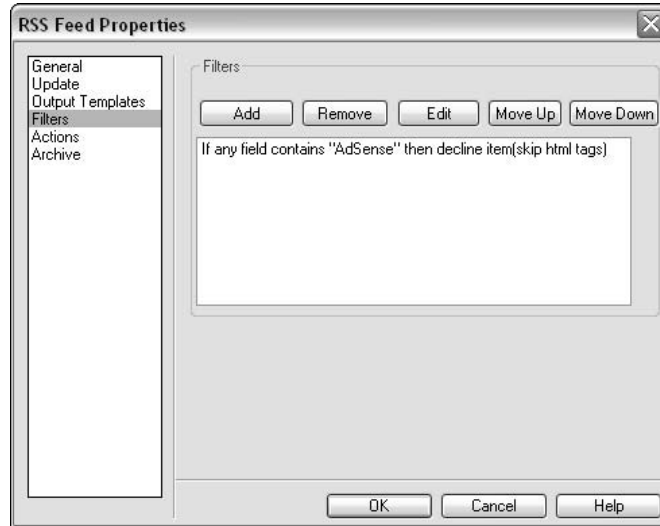 RSS Feed Properties
General
Update
Output Templates
Filters
Actions
Archive
Filters
Add Remove Edit Move Up Move Down
If any field contains "AdSense" then decline item(skip html tags)
OK Cancel Help